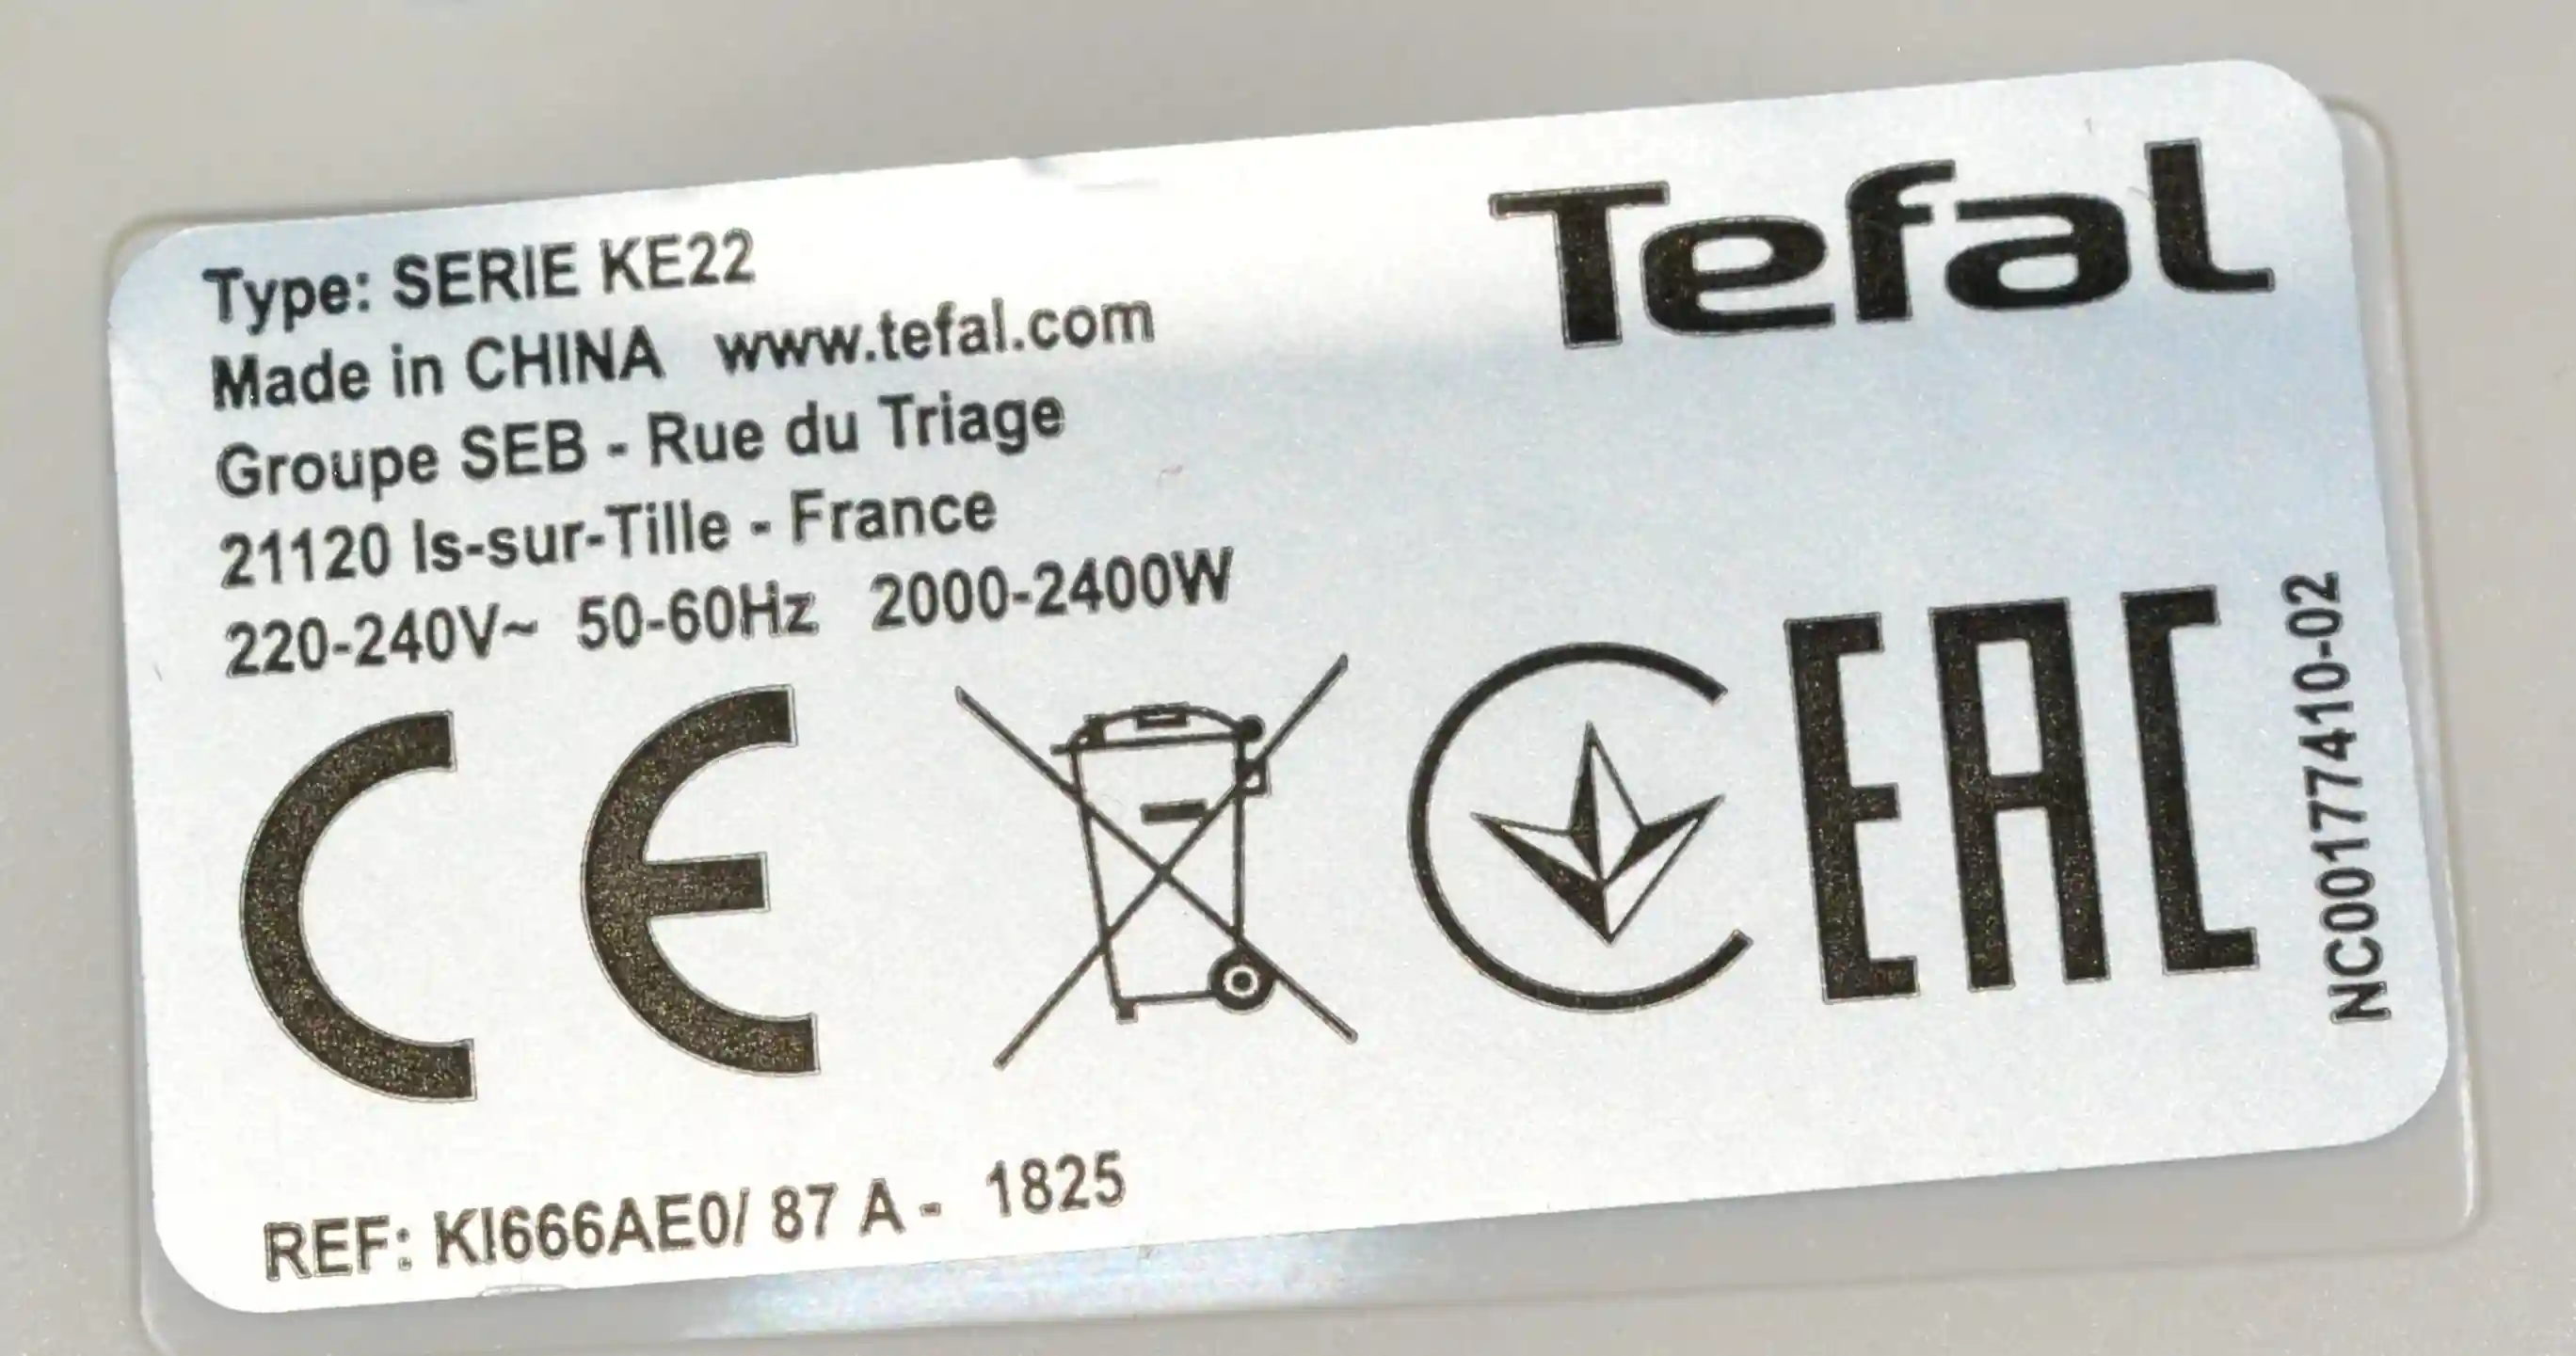 Tefal
Type: SERIE KE22
Made in CHINA www.tefal.com
Groupe SEB - Rue du Triage
21120 Is-sur-Tille - France
220-240V~ 50-60Hz 2000-2400W
CE
EAC
NC00177410-02
REF: KI666AE0/ 87 A - 1825